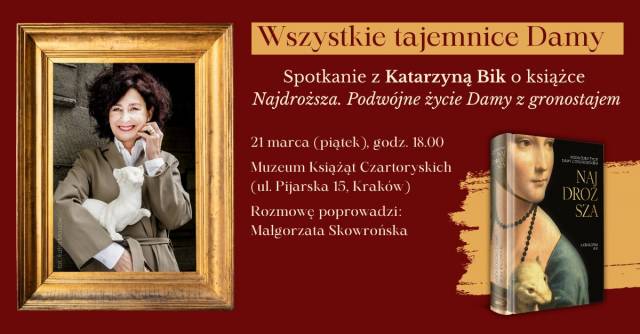 Wszystkie tajemnice Damy
Spotkanie z Katarzyną Bik o książce
Najdroższa. Podwójne życie Damy z gronostajem
21 marca (piątek), godz. 18.00
Muzeum Książąt Czartoryskich
(ul. Pijarska 15, Kraków)
Rozmowę poprowadzi:
Małgorzata Skowrońska
NAJ
DROŻ
SZA